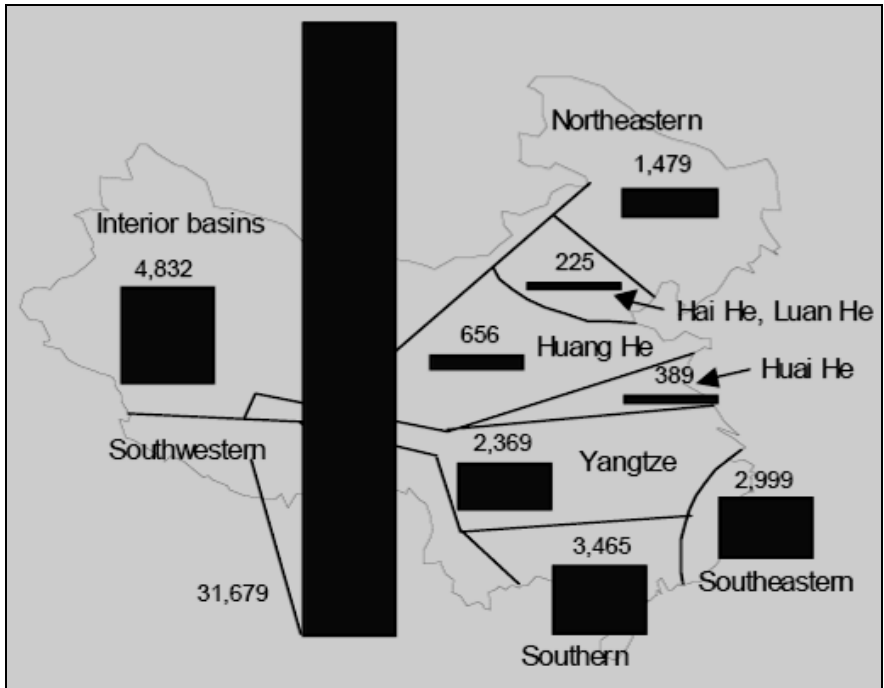 Northeastern
1,479
Interior basins
4,832
225
Hai He, Luan He
656
Huang He
389
Huai He
Southwestern
2,369
Yangtze
2,999
Southeastern
3,465
31,679
Southern